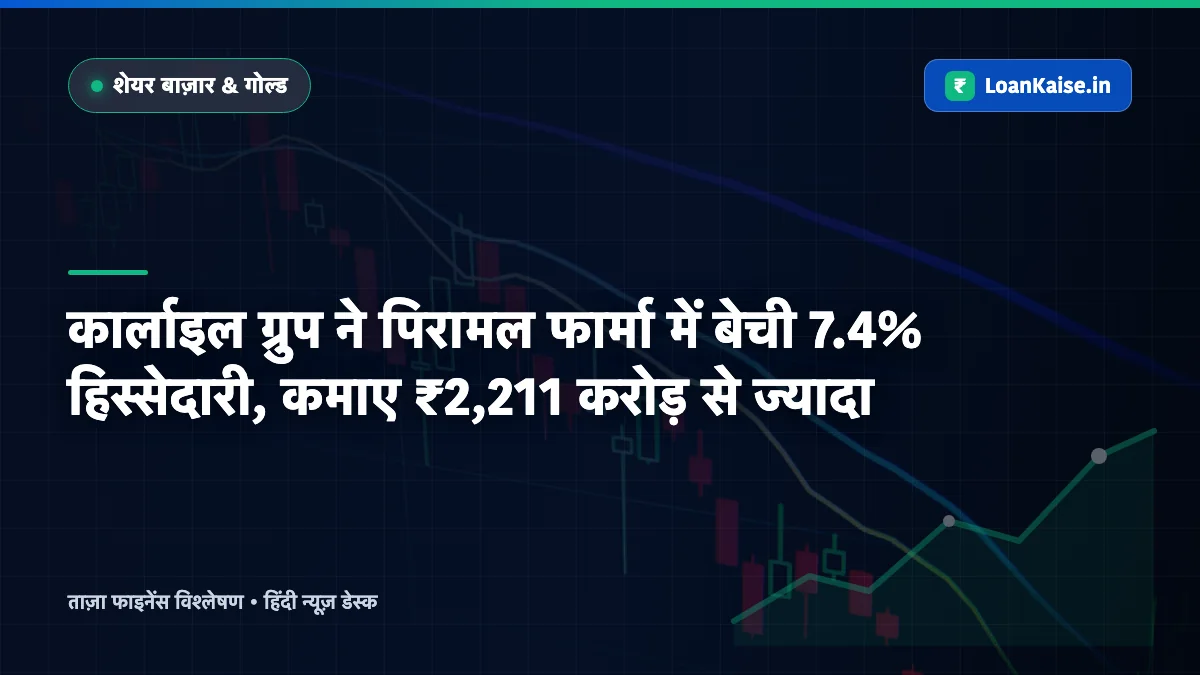 शेयर बाज़ार & गोल्ड
₹ LoanKaise.in
कार्लाइल ग्रुप ने पिरामल फार्मा में बेची 7.4%
हिस्सेदारी, कमाए ₹2,211 करोड़ से ज्यादा
ताज़ा फाइनेंस विश्लेषण • हिंदी न्यूज़ डेस्क